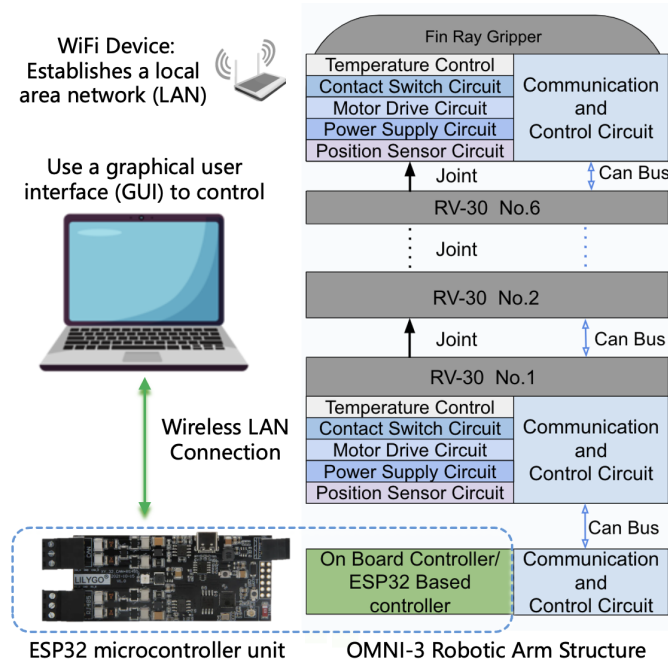 WiFi Device:
Establishes a local
area network (LAN)
Use a graphical user
interface (GUI) to control
Wireless LAN
Connection
LILYGO
CAN
ESP32 microcontroller unit
Fin Ray Gripper
Temperature Control
Contact Switch Circuit
Motor Drive Circuit
Power Supply Circuit
Position Sensor Circuit
Communication
and
Control Circuit
Joint
Can Bus
RV-30 No.6
Joint
RV-30 No.2
Joint
Can Bus
RV-30 No.1
Temperature Control
Contact Switch Circuit
Motor Drive Circuit
Power Supply Circuit
Position Sensor Circuit
Communication
and
Control Circuit
Can Bus
On Board Controller/
ESP32 Based
controller
Communication
and
Control Circuit
OMNI-3 Robotic Arm Structure